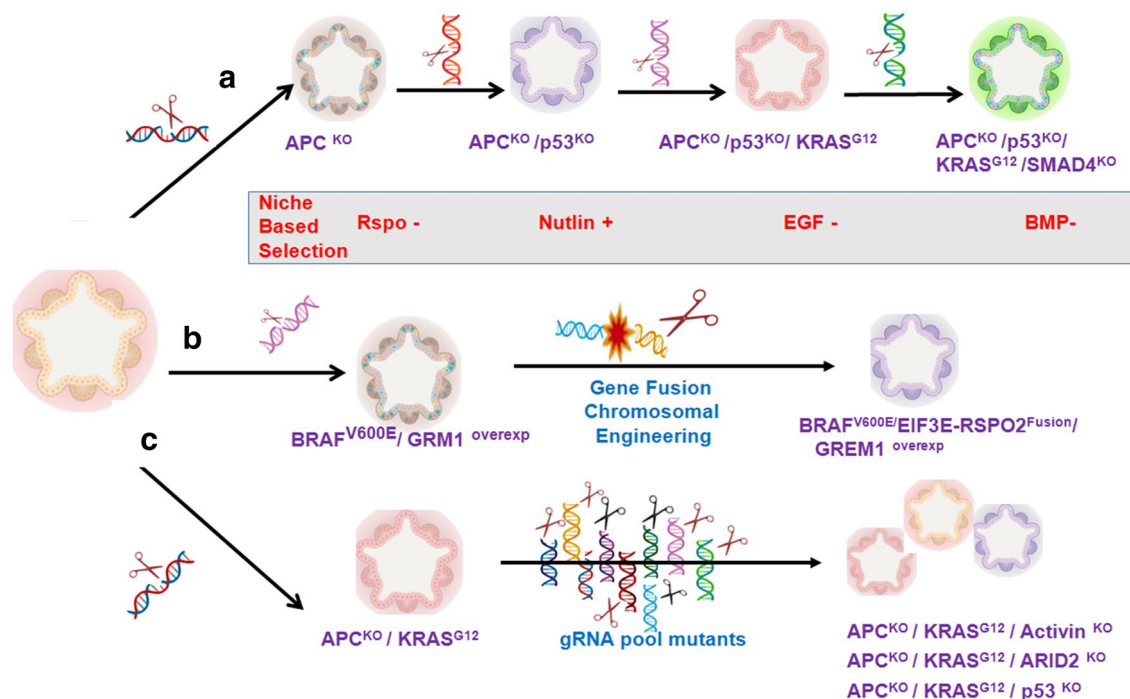 a
APC KO
APCKO /p53KO
APCKO /p53KO/ KRASG12
APCKO /p53KO/
KRASG12 /SMAD4KO
Niche
Based
Selection
Rspo -
Nutlin +
EGF -
BMP-
b
BRAFV600E/ GRM1 overexp
Gene Fusion
Chromosomal
Engineering
BRAFV600E/EIF3E-RSPO2Fusion/
GREM1 overexp
c
APCKO / KRASG12
gRNA pool mutants
APCKO / KRASG12 / Activin KO
APCKO / KRASG12 / ARID2 KO
APCKO / KRASG12 / p53 KO